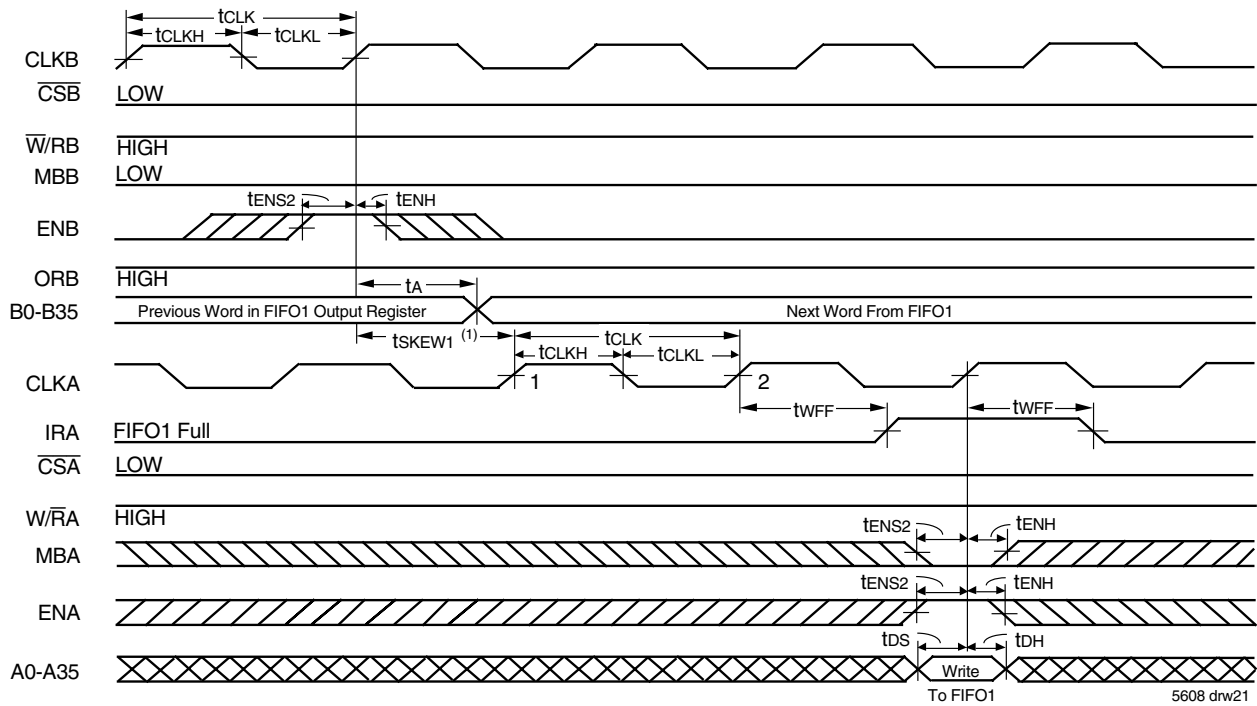 tCLK
tCLKH tCLKL
CLKB
CSB LOW
W/RB HIGH
MBB LOW
tENS2 tENH
ENB
ORB HIGH
tA
B0-B35 Previous Word in FIFO1 Output Register Next Word From FIFO1
tSKEW1 (1) tCLK
tCLKH tCLKL
CLKA 1 2
tWFF tWFF
IRA FIFO1 Full
CSA LOW
W/RA HIGH
tENS2 tENH
MBA
tENS2 tENH
ENA
tDS tDH
A0-A35 Write
To FIFO1 5608 drw21